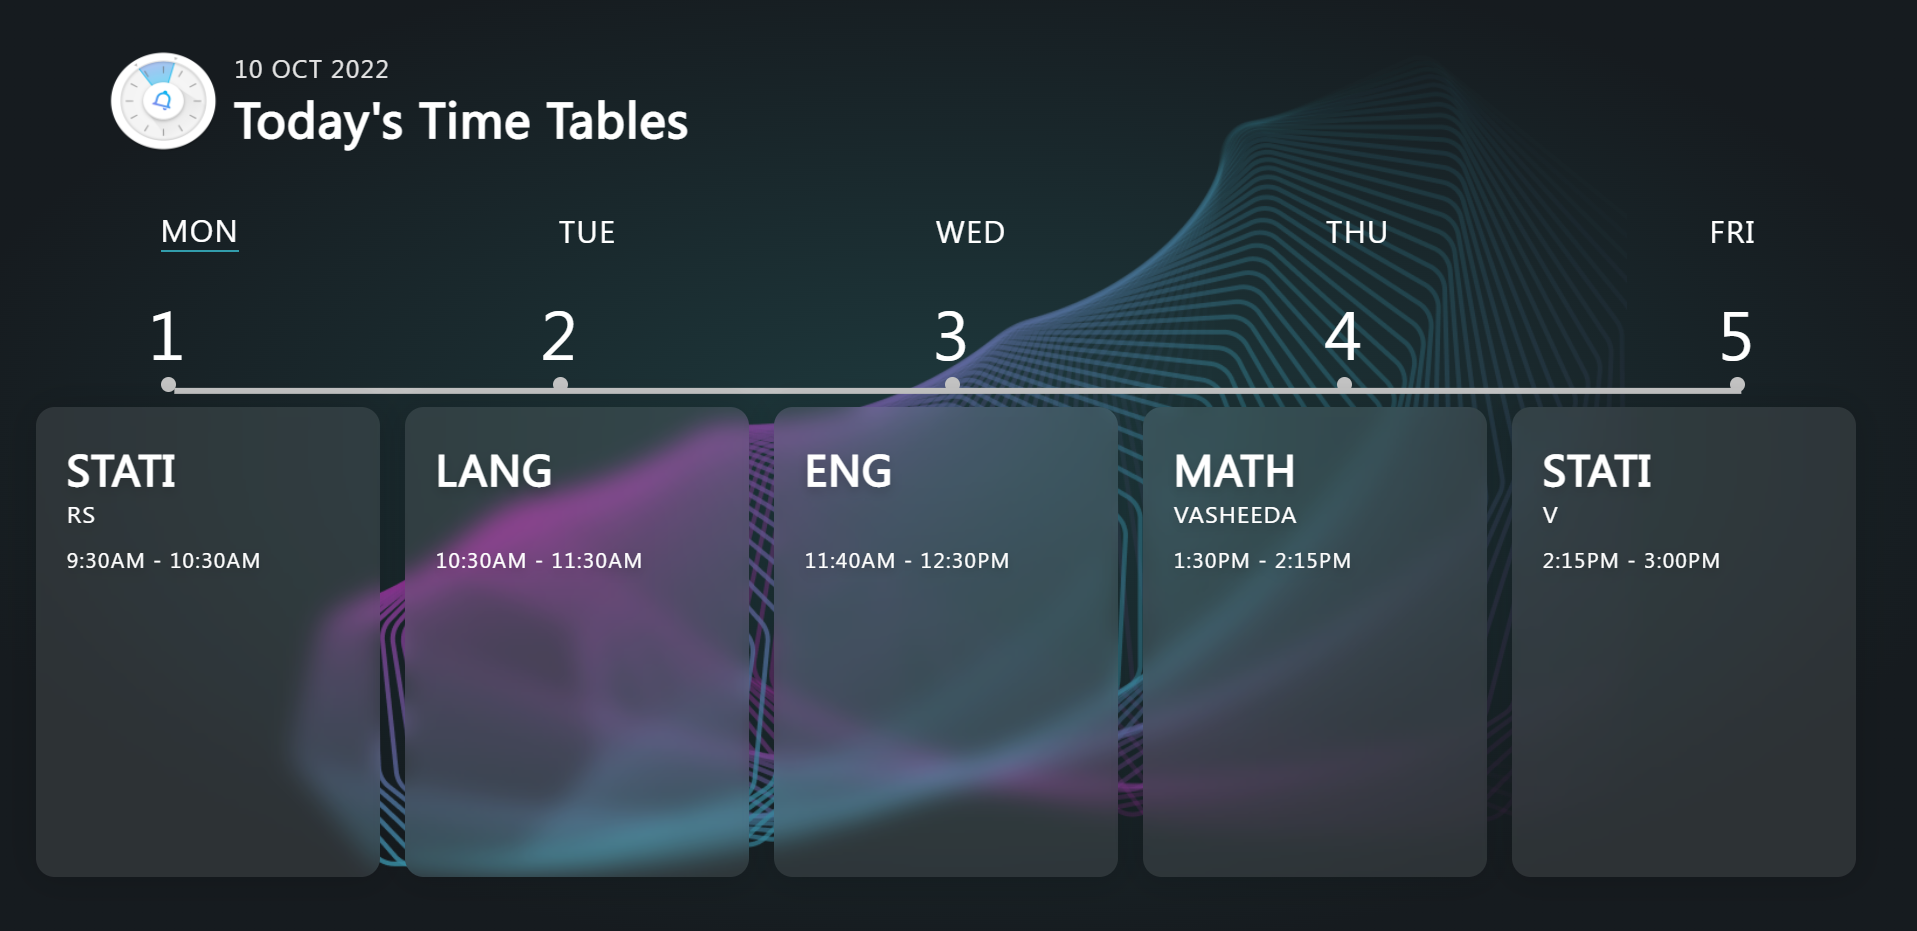 10 OCT 2022
Today's Time Tables
MON TUE WED THU FRI
1 2 3 4 5
STATI
RS
9:30AM - 10:30AM
LANG
10:30AM - 11:30AM
ENG
11:40AM - 12:30PM
MATH
VASHEEDA
1:30PM - 2:15PM
STATI
V
2:15PM - 3:00PM